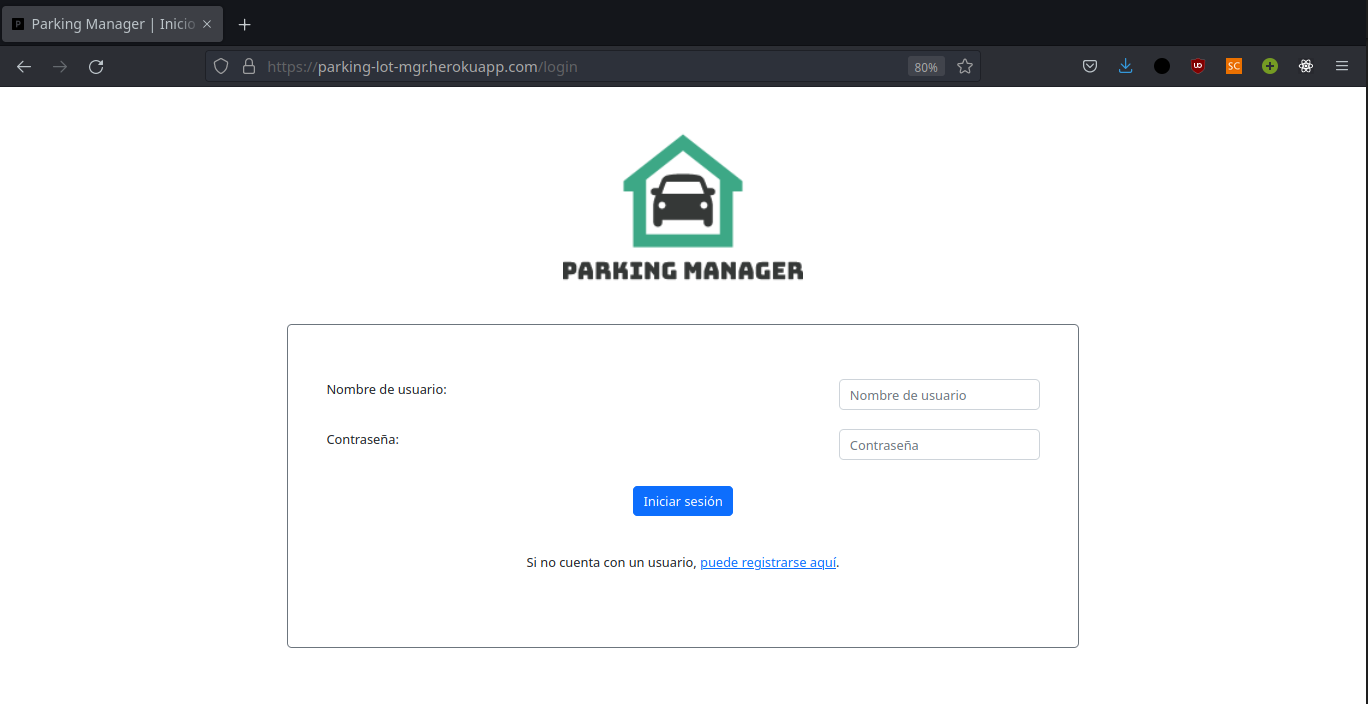 P Parking Manager | Inicio
https://parking-lot-mgr.herokuapp.com/login 80% UD SC
PARKING MANAGER
Nombre de usuario: Nombre de usuario
Contraseña: Contraseña
Iniciar sesión
Si no cuenta con un usuario, puede registrarse aquí.